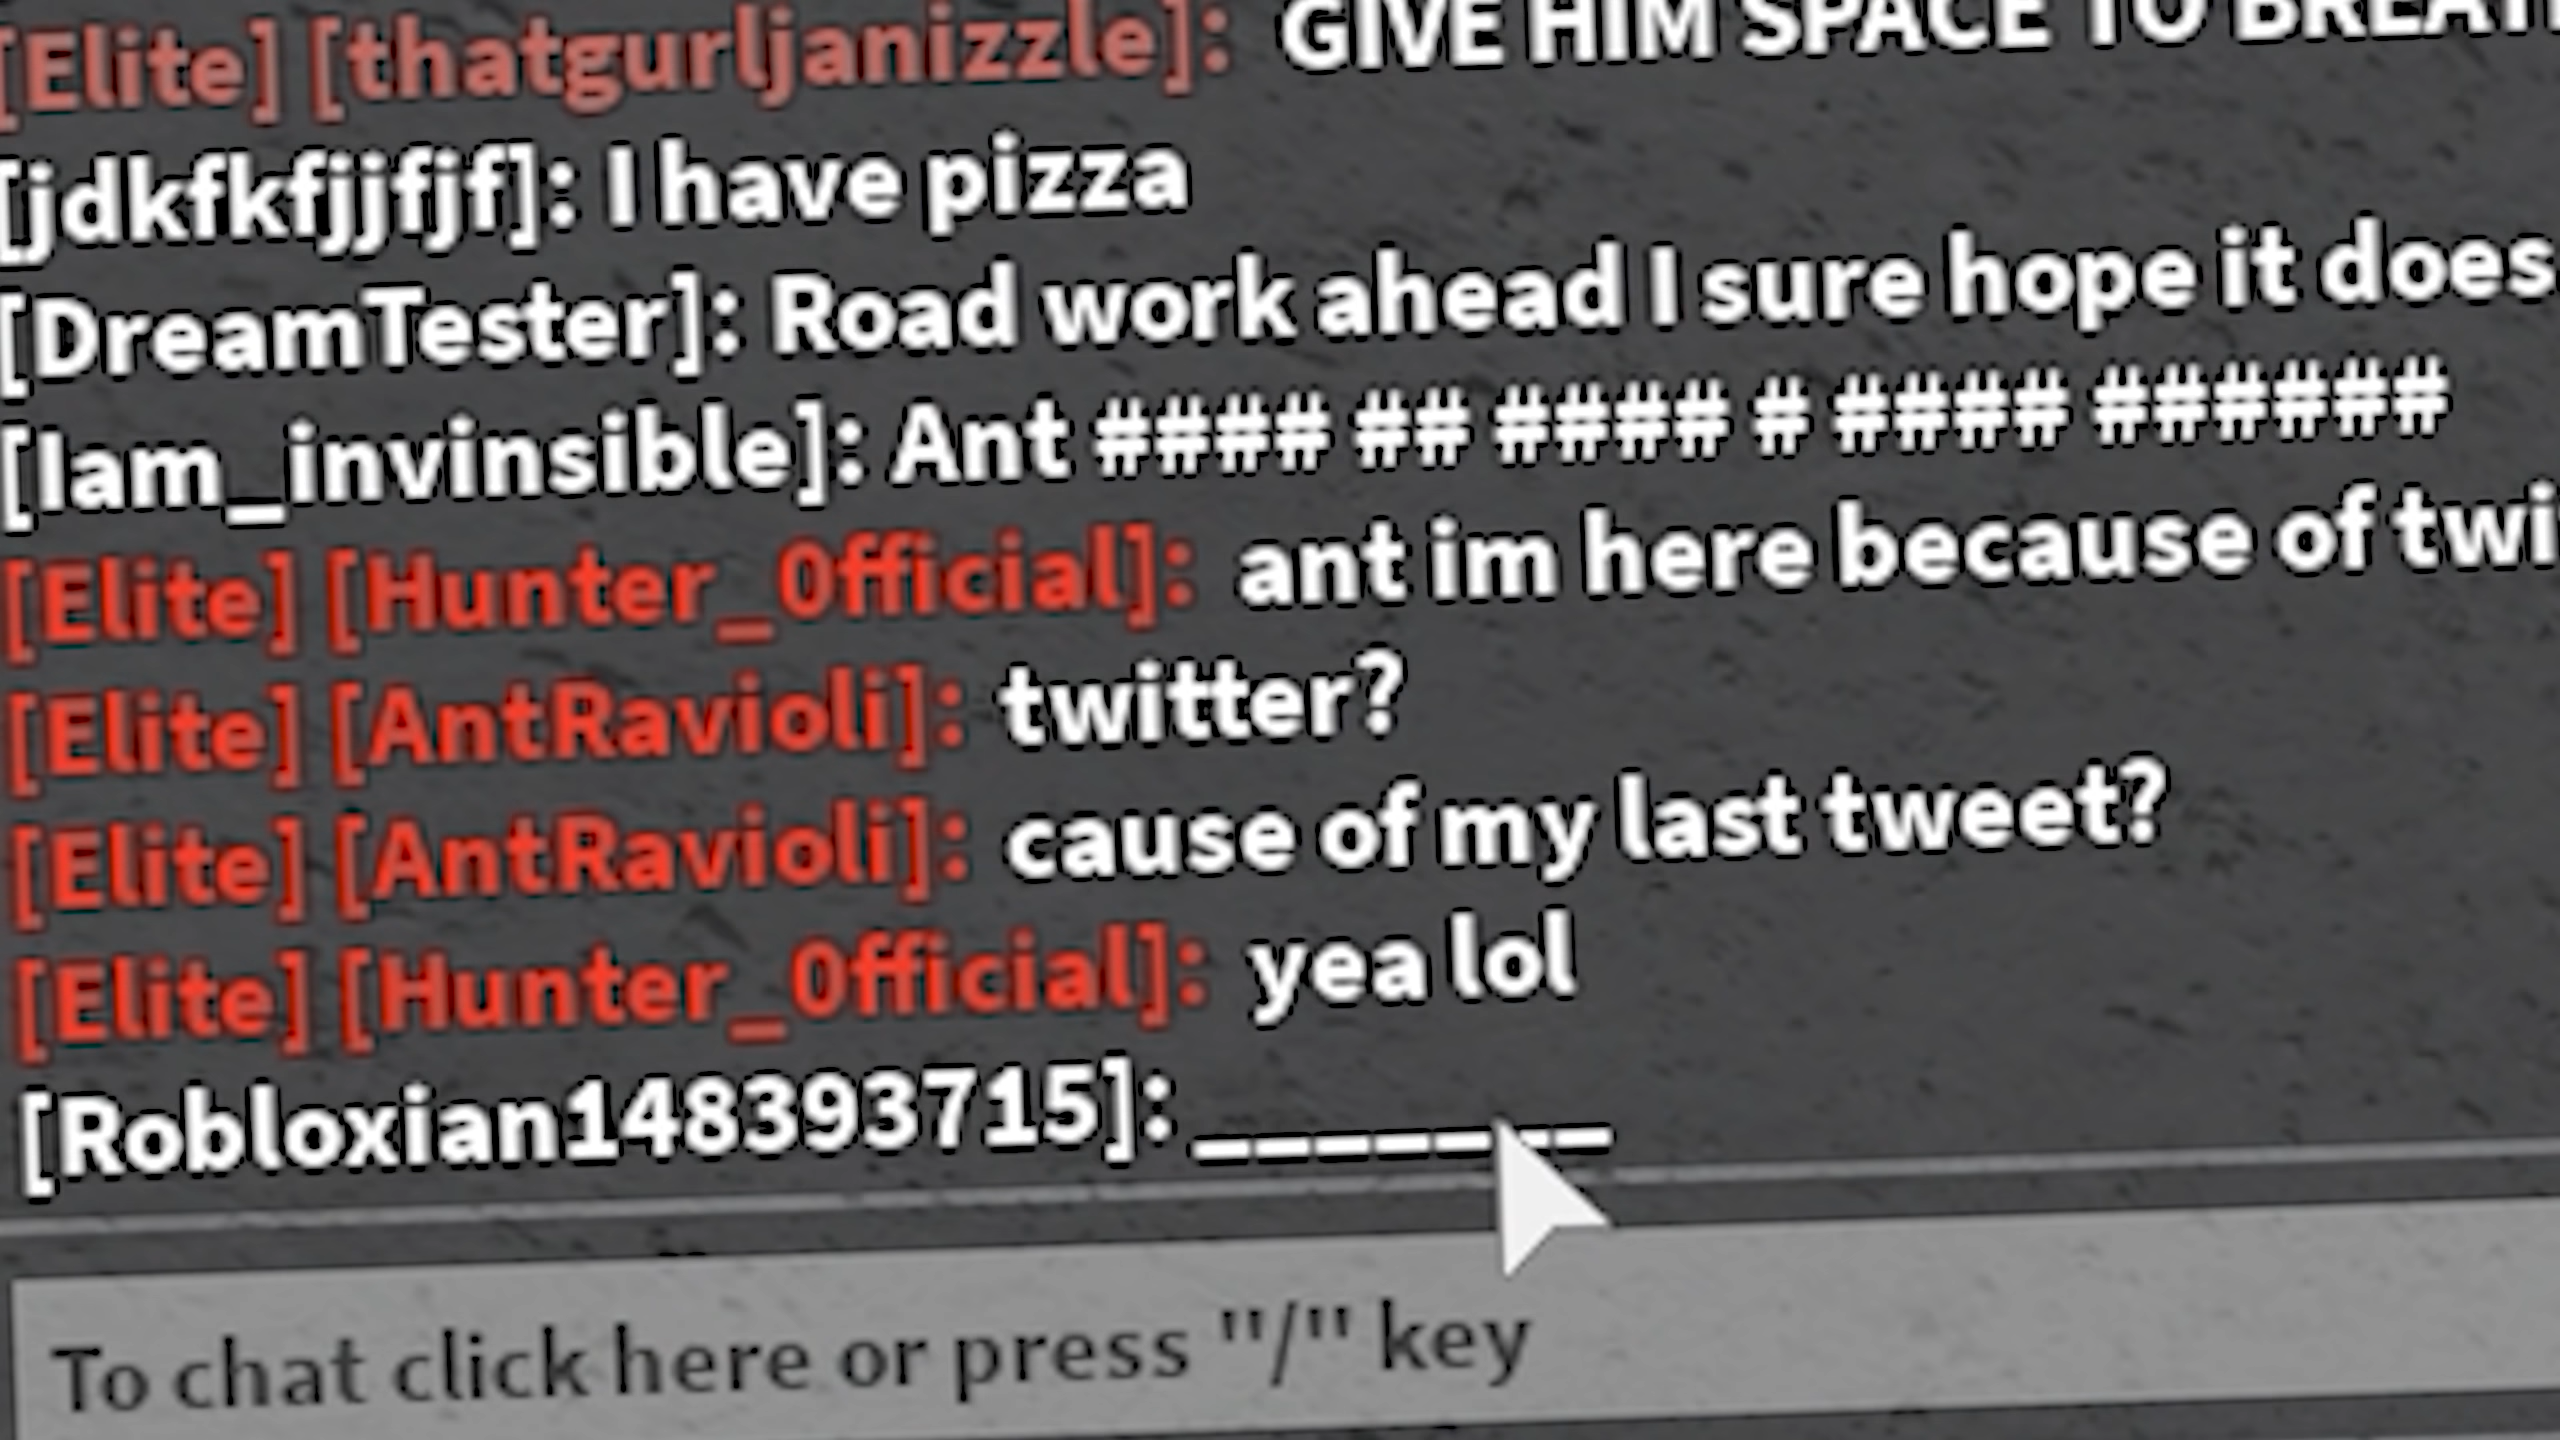 [Elite] [thatgurljanizzle]: GIVE HIM SPACE TO
[jdkfkfjjfjf]: I have pizza
[DreamTester]: Road work ahead I sure hope it does
[Iam_invinsible]: Ant #### ## #### # #### ######
[Elite] [Hunter_0fficial]: ant im here because of
[Elite] [AntRavioli]: twitter?
[Elite] [AntRavioli]: cause of my last tweet?
[Elite] [Hunter_0fficial]: yea lol
[Robloxian148393715]: _______
To chat click here or press "/" key